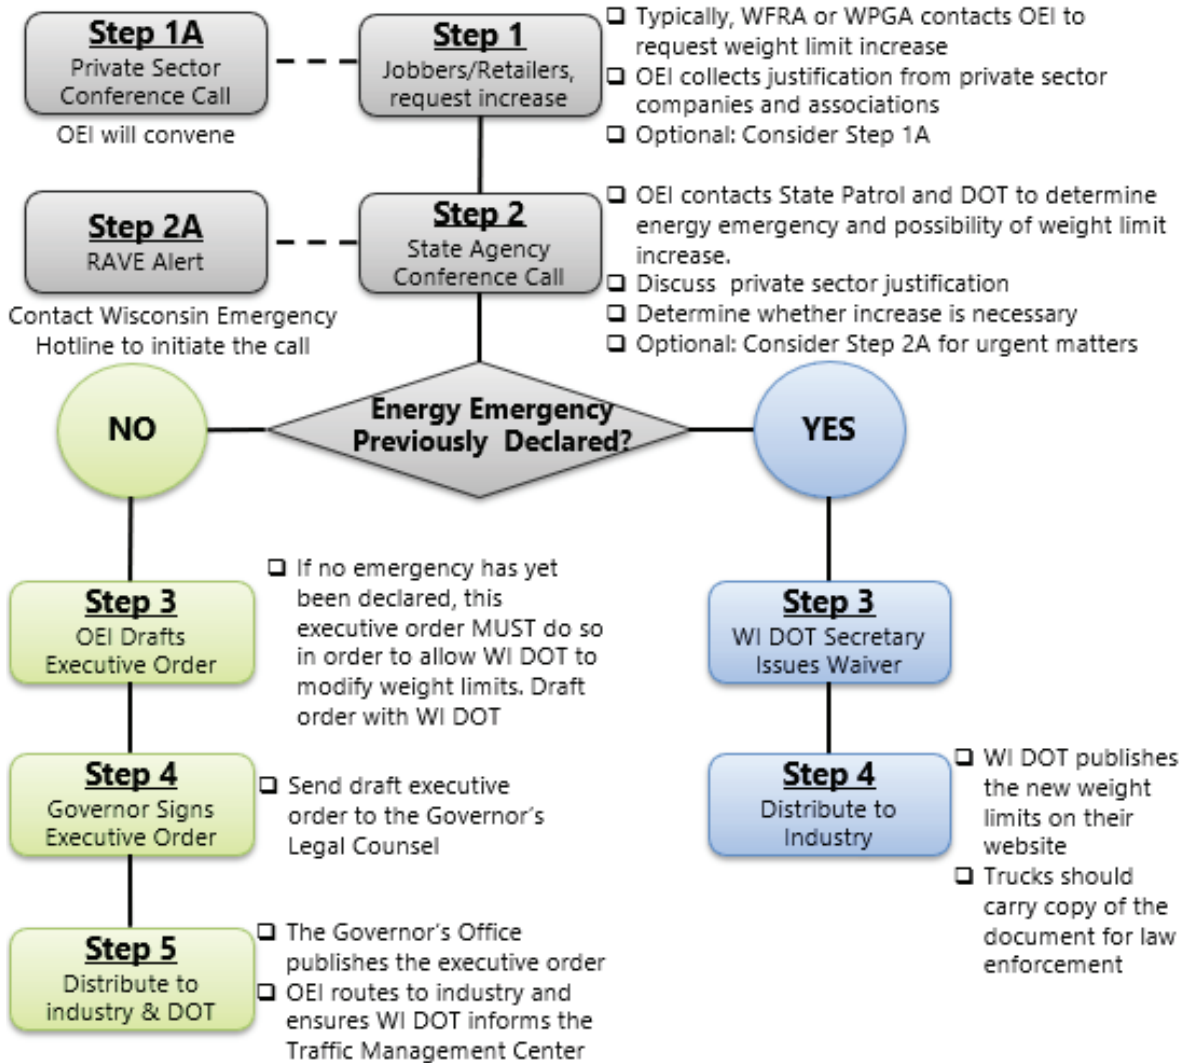 Step 1A
Private Sector
Conference Call
OEI will convene
Step 1
Jobbers/Retailers,
request increase
❑ Typically, WFRA or WPGA contacts OEI to
request weight limit increase
❑ OEI collects justification from private sector
companies and associations
❑ Optional: Consider Step 1A
Step 2A
RAVE Alert
Contact Wisconsin Emergency
Hotline to initiate the call
Step 2
State Agency
Conference Call
❑ OEI contacts State Patrol and DOT to determine
energy emergency and possibility of weight limit
increase.
❑ Discuss private sector justification
❑ Determine whether increase is necessary
❑ Optional: Consider Step 2A for urgent matters
NO
Energy Emergency
Previously Declared?
YES
Step 3
OEI Drafts
Executive Order
❑ If no emergency has yet
been declared, this
executive order MUST do so
in order to allow WI DOT to
modify weight limits. Draft
order with WI DOT
Step 4
Governor Signs
Executive Order
❑ Send draft executive
order to the Governor's
Legal Counsel
Step 5
Distribute to
industry & DOT
❑ The Governor's Office
publishes the executive order
❑ OEI routes to industry and
ensures WI DOT informs the
Traffic Management Center
Step 3
WI DOT Secretary
Issues Waiver
Step 4
Distribute to
Industry
❑ WI DOT publishes
the new weight
limits on their
website
❑ Trucks should
carry copy of the
document for law
enforcement